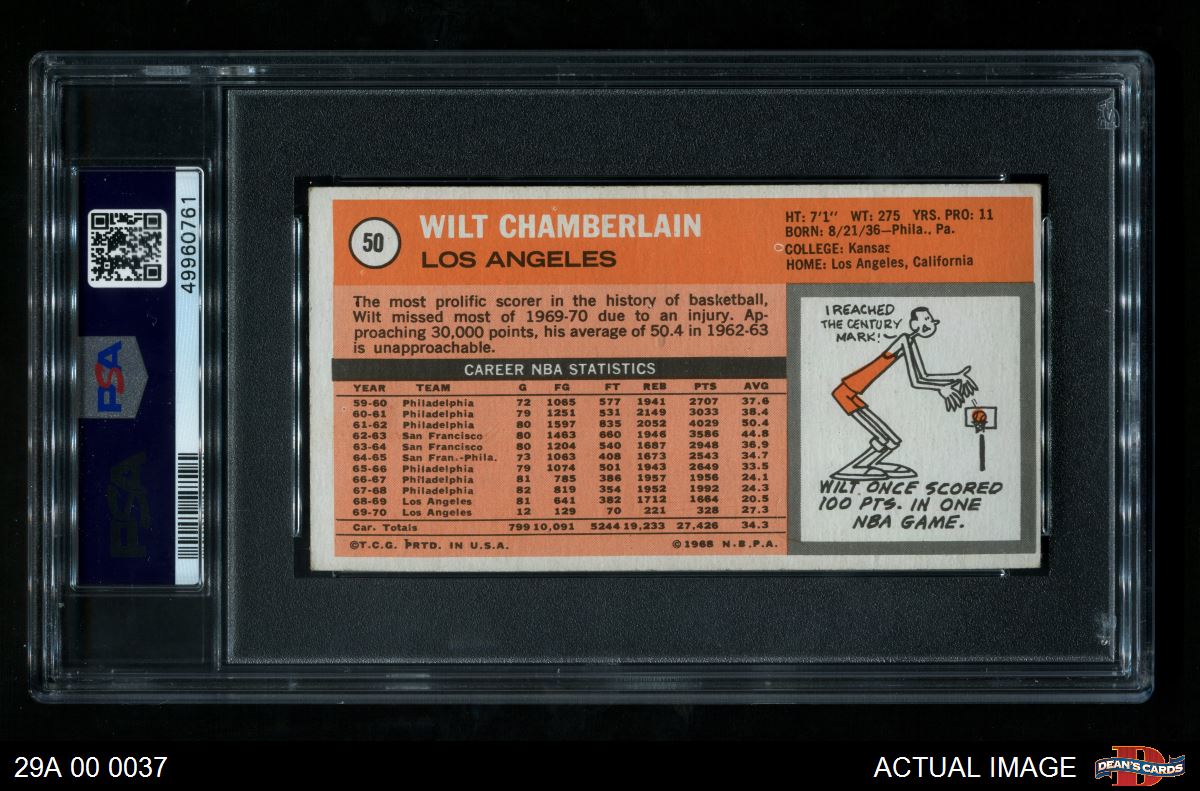 49960761
PSA
PSA
50
WILT CHAMBERLAIN
LOS ANGELES
HT: 7'1" WT: 275 YRS. PRO: 11
BORN: 8/21/36—Phila., Pa.
COLLEGE: Kansas
HOME: Los Angeles, California
The most prolific scorer in the history of basketball,
Wilt missed most of 1969-70 due to an injury. Ap-
proaching 30,000 points, his average of 50.4 in 1962-63
is unapproachable.
CAREER NBA STATISTICS
YEAR TEAM G FG FT REB PTS AVG
59-60 Philadelphia 72 1065 577 1941 2707 37.6
60-61 Philadelphia 79 1251 531 2149 3033 38.4
61-62 Philadelphia 80 1597 835 2052 4029 50.4
62-63 San Francisco 80 1463 660 1946 3586 44.8
63-64 San Francisco 80 1204 540 1687 2948 36.9
64-65 San Fran.-Phila. 73 1063 408 1673 2543 34.7
65-66 Philadelphia 79 1074 501 1943 2649 33.5
66-67 Philadelphia 81 785 386 1957 1956 24.1
67-68 Philadelphia 82 819 354 1952 1992 24.3
68-69 Los Angeles 81 641 382 1712 1664 20.5
69-70 Los Angeles 12 129 70 221 328 27.3
Car. Totals 799 10,091 5244 19,233 27,426 34.3
©T.C.G. PRTD. IN U.S.A. ©1968 N.B.P.A.
I REACHED
THE CENTURY
MARK!
WILT ONCE SCORED
100 PTS. IN ONE
NBA GAME.
29A 00 0037
ACTUAL IMAGE
DEAN'S CARDS